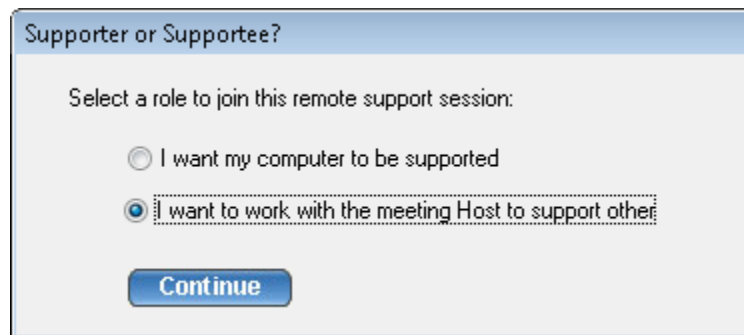 Supporter or Supportee?
Select a role to join this remote support session:
I want my computer to be supported
I want to work with the meeting Host to support other
Continue